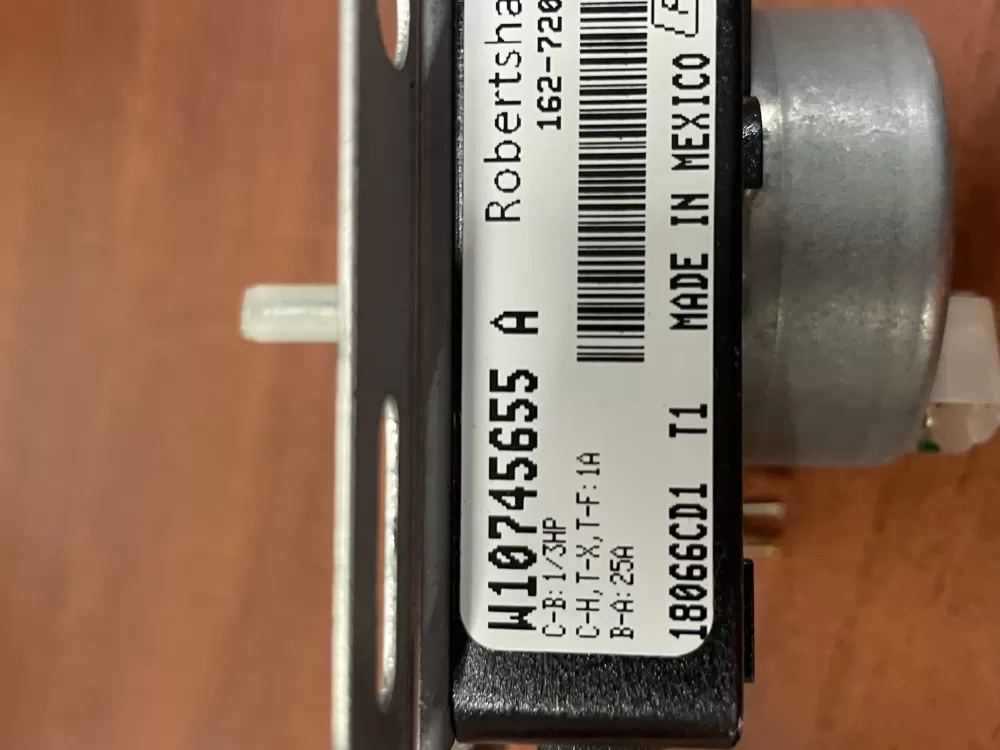 W10745655 A
Robertsha
C-B:1/3HP
162-720
C-H,T-X,T-F:1A
B-A:25A
18066CD1 T1 MADE IN MEXICO